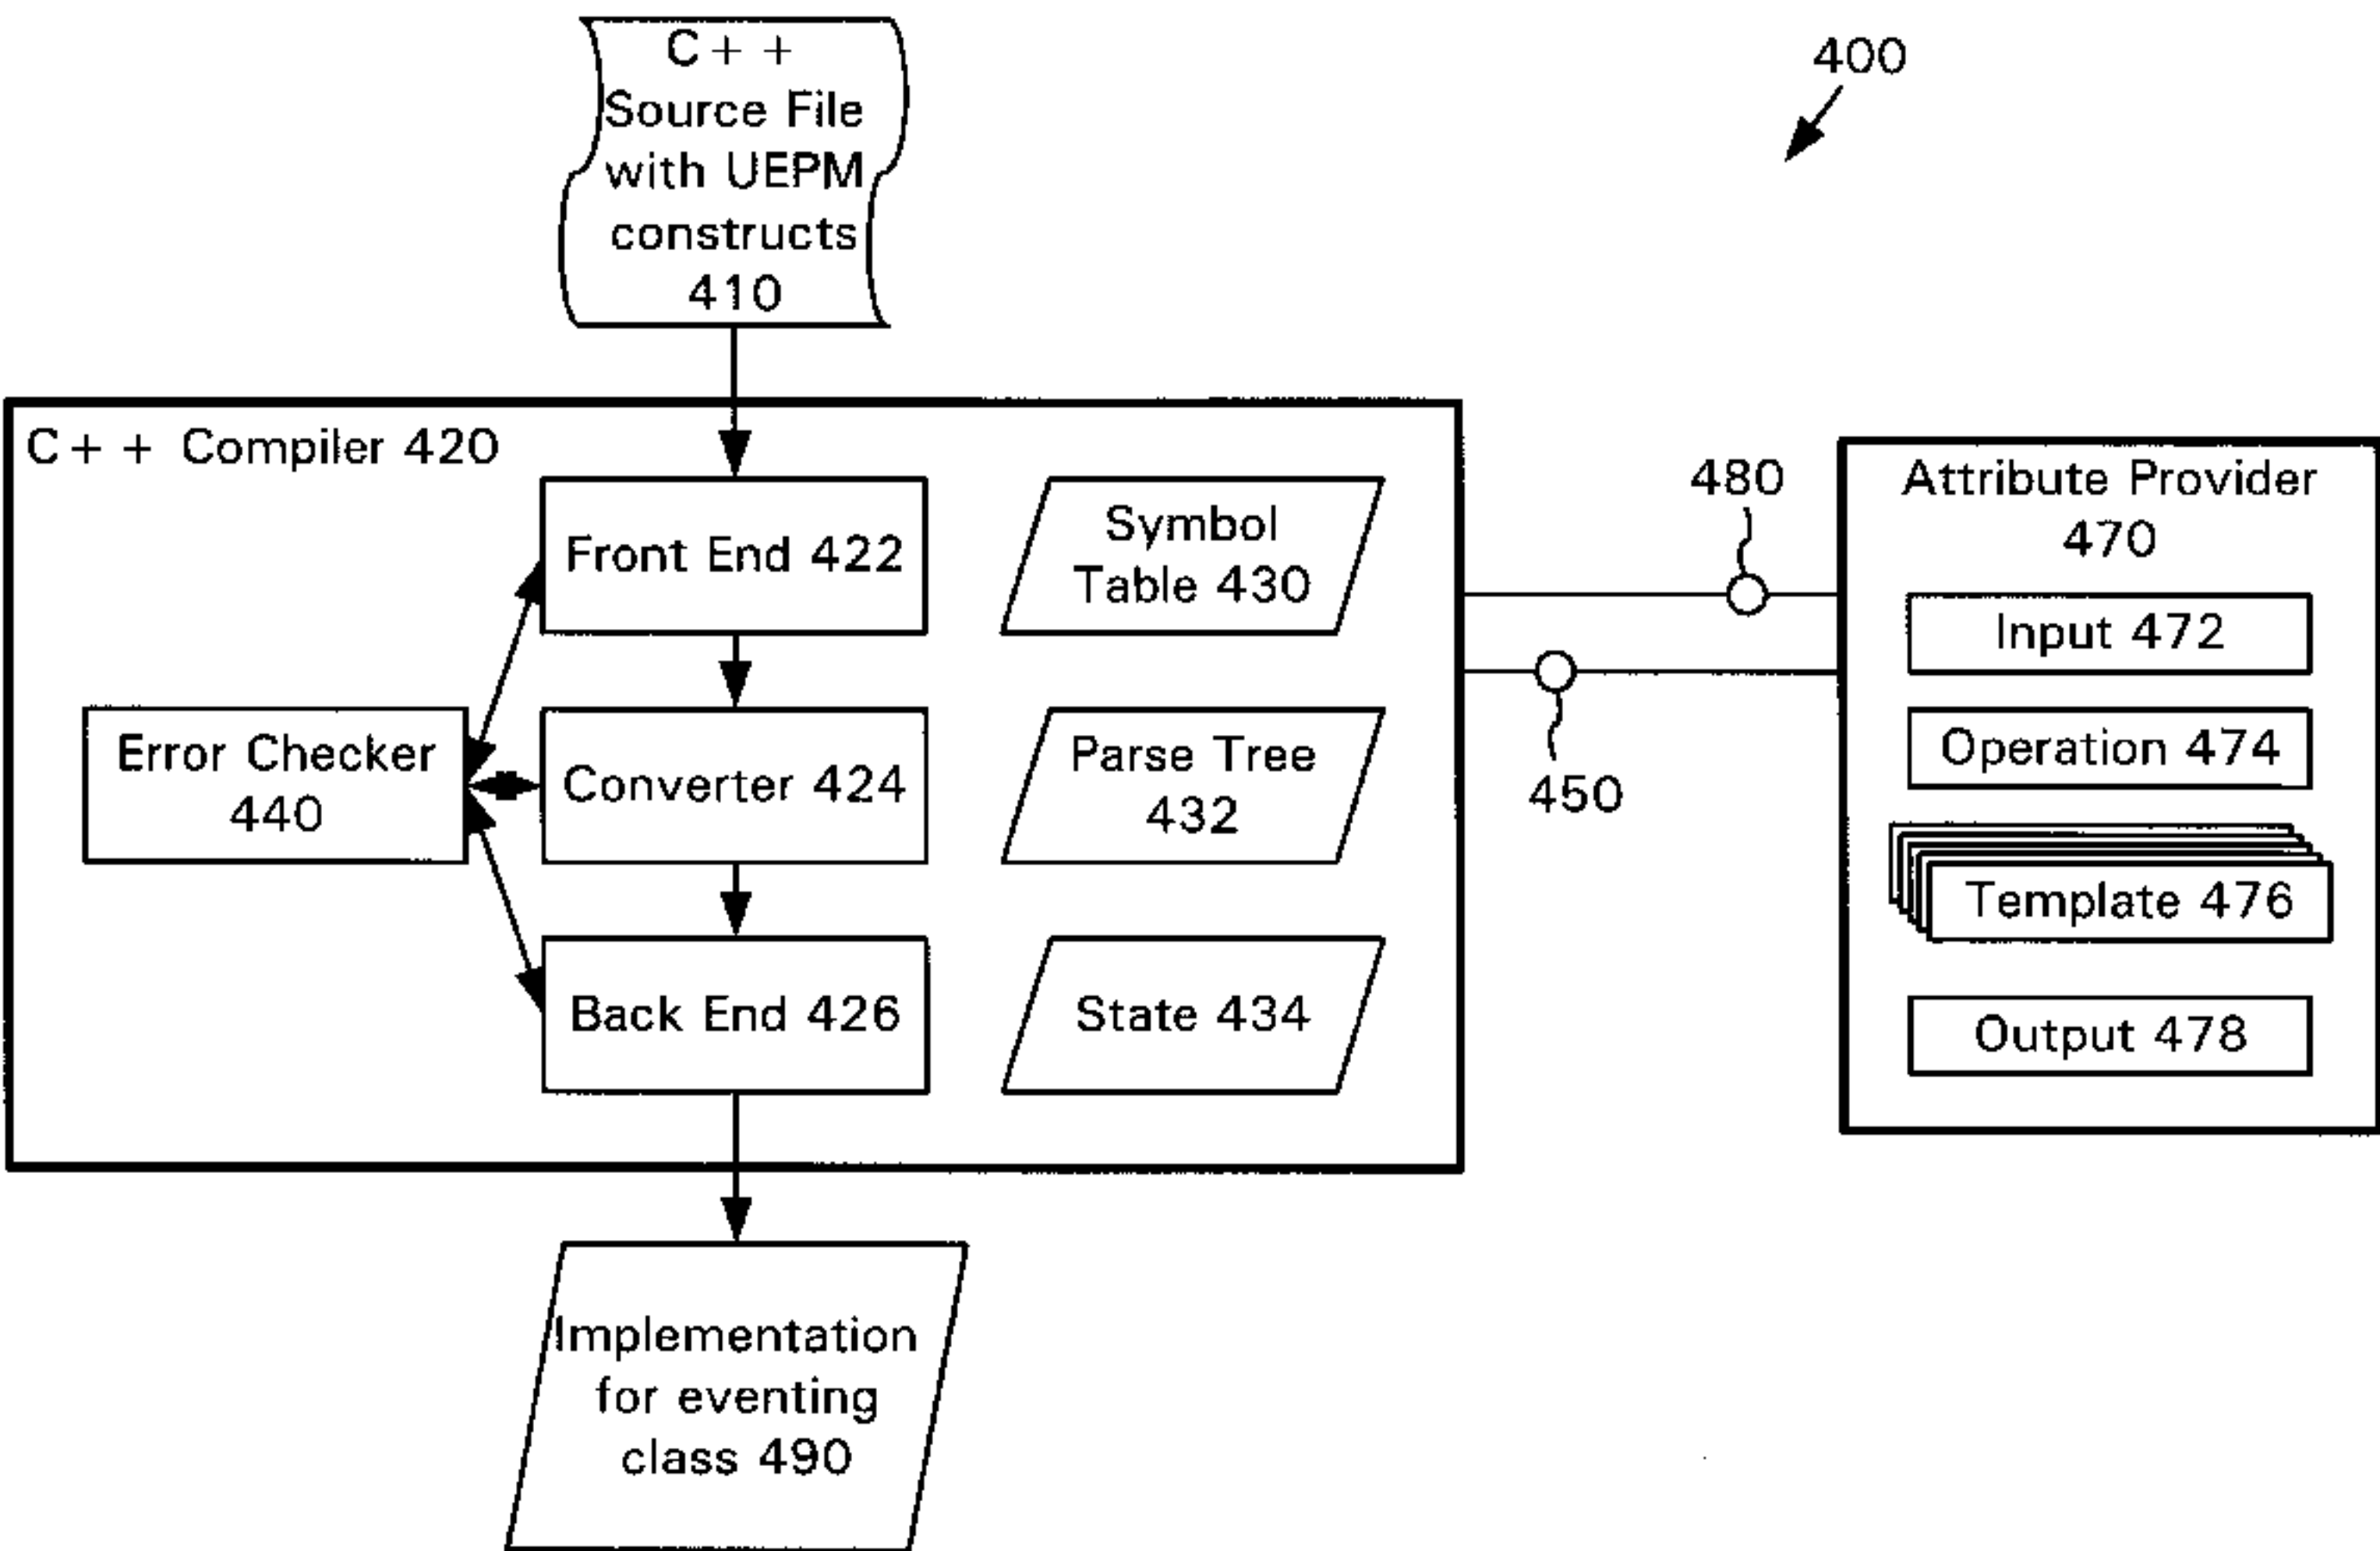 C++
Source File
with UEPM
constructs
410
400
C++ Compiler 420
Front End 422
Symbol
Table 430
Error Checker
440
Converter 424
Parse Tree
432
Back End 426
State 434
480
450
Attribute Provider
470
Input 472
Operation 474
Template 476
Output 478
Implementation
for eventing
class 490